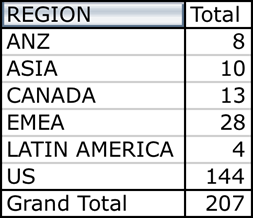 REGION Total
ANZ 8
ASIA 10
CANADA 13
EMEA 28
LATIN AMERICA 4
US 144
Grand Total 207